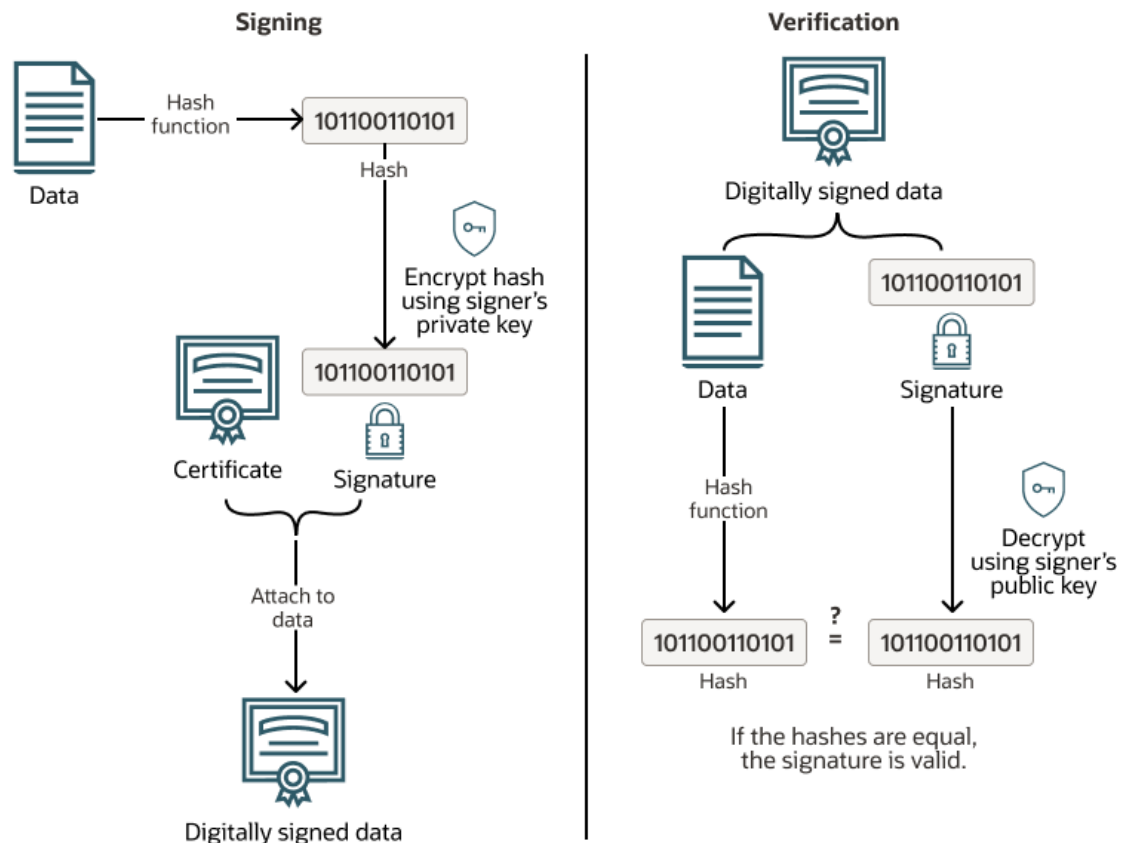 Signing
Hash
function
101100110101
Data
Hash
Encrypt hash
using signer's
private key
101100110101
Certificate
Signature
Attach to
data
Digitally signed data
Verification
Digitally signed data
101100110101
Data
Signature
Hash
function
Decrypt
using signer's
public key
101100110101
?
=
101100110101
Hash
Hash
If the hashes are equal,
the signature is valid.